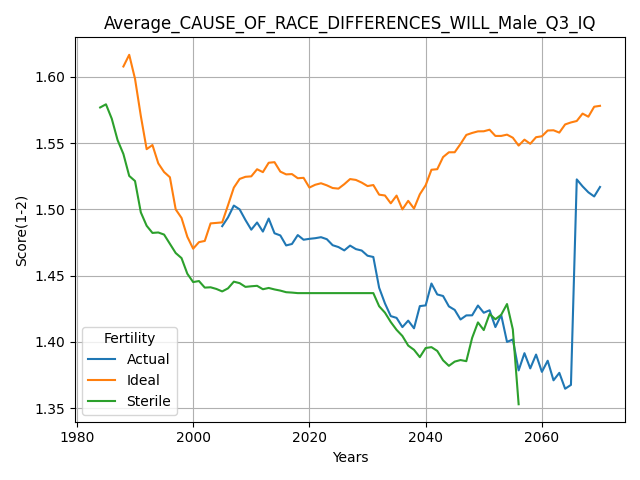 Average_CAUSE_OF_RACE_DIFFERENCES_WILL_Male_Q3_IQ
1.60
1.55
1.50
1.45
1.40
1.35
Score(1-2)
Fertility
Actual
Ideal
Sterile
1980
2000
2020
2040
2060
Years